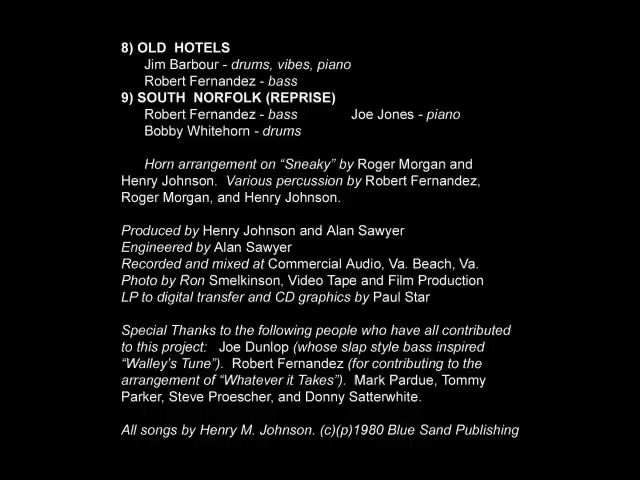 8) OLD HOTELS
Jim Barbour - drums, vibes, piano
Robert Fernandez - bass
9) SOUTH NORFOLK (REPRISE)
Robert Fernandez - bass Joe Jones - piano
Bobby Whitehorn - drums
Horn arrangement on “Sneaky” by Roger Morgan and
Henry Johnson. Various percussion by Robert Fernandez,
Roger Morgan, and Henry Johnson.
Produced by Henry Johnson and Alan Sawyer
Engineered by Alan Sawyer
Recorded and mixed at Commercial Audio, Va. Beach, Va.
Photo by Ron Smelkinson, Video Tape and Film Production
LP to digital transfer and CD graphics by Paul Star
Special Thanks to the following people who have all contributed
to this project: Joe Dunlop (whose slap style bass inspired
“Walley’s Tune”). Robert Fernandez (for contributing to the
arrangement of “Whatever it Takes”). Mark Pardue, Tommy
Parker, Steve Proescher, and Donny Satterwhite.
All songs by Henry M. Johnson. (c)(p)1980 Blue Sand Publishing